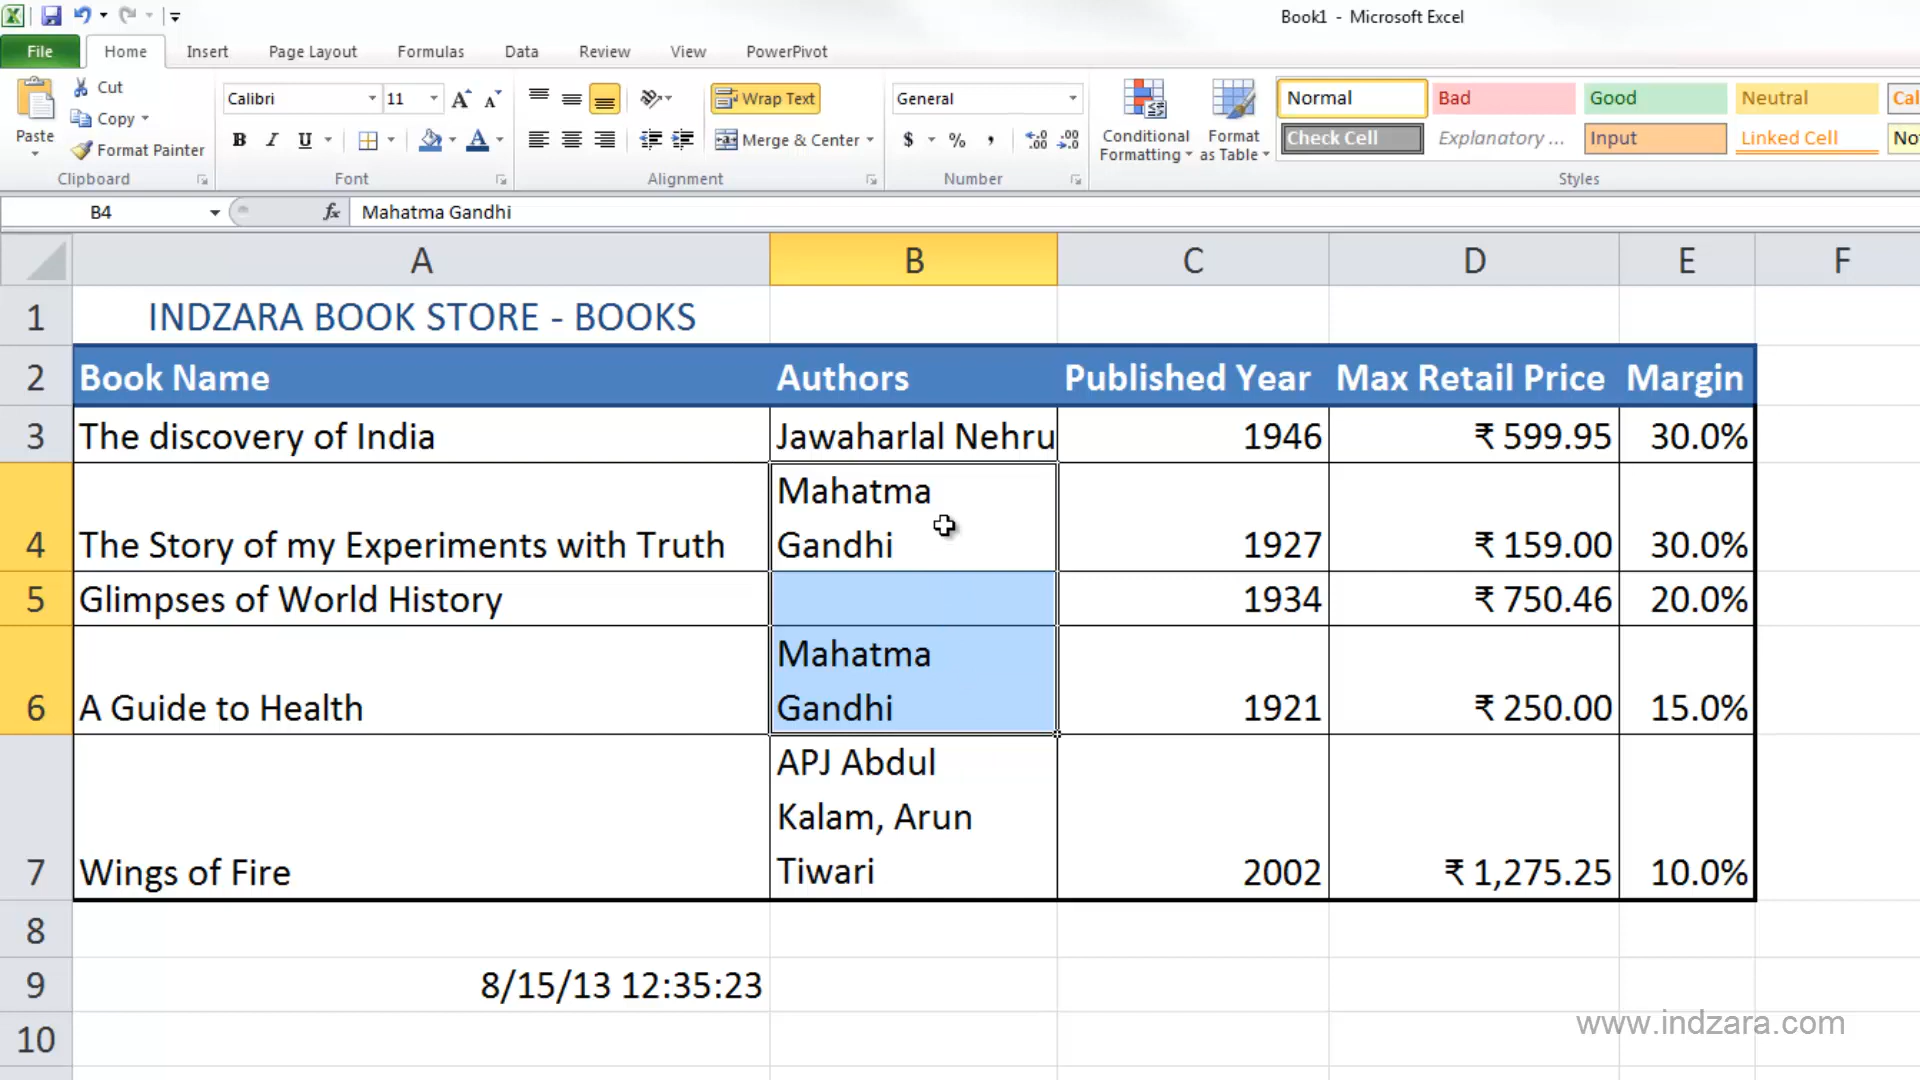 Book1 - Microsoft Excel
File Home Insert Page Layout Formulas Data Review View PowerPivot
Paste
Cut
Copy
Format Painter
Clipboard
Calibri 11
B I U
Font
Wrap Text
Merge & Center
Alignment
General
$ % ,
Number
Conditional Formatting
Format as Table
Normal Bad Good Neutral
Check Cell Explanatory ... Input Linked Cell
Styles
B4 fx Mahatma Gandhi
A B C D E F
1 INDZARA BOOK STORE - BOOKS
2 Book Name Authors Published Year Max Retail Price Margin
3 The discovery of India Jawaharlal Nehru 1946 ₹ 599.95 30.0%
Mahatma
4 The Story of my Experiments with Truth Gandhi 1927 ₹ 159.00 30.0%
5 Glimpses of World History 1934 ₹ 750.46 20.0%
Mahatma
6 A Guide to Health Gandhi 1921 ₹ 250.00 15.0%
APJ Abdul
Kalam, Arun
7 Wings of Fire Tiwari 2002 ₹ 1,275.25 10.0%
8
9 8/15/13 12:35:23
10
www.indzara.com